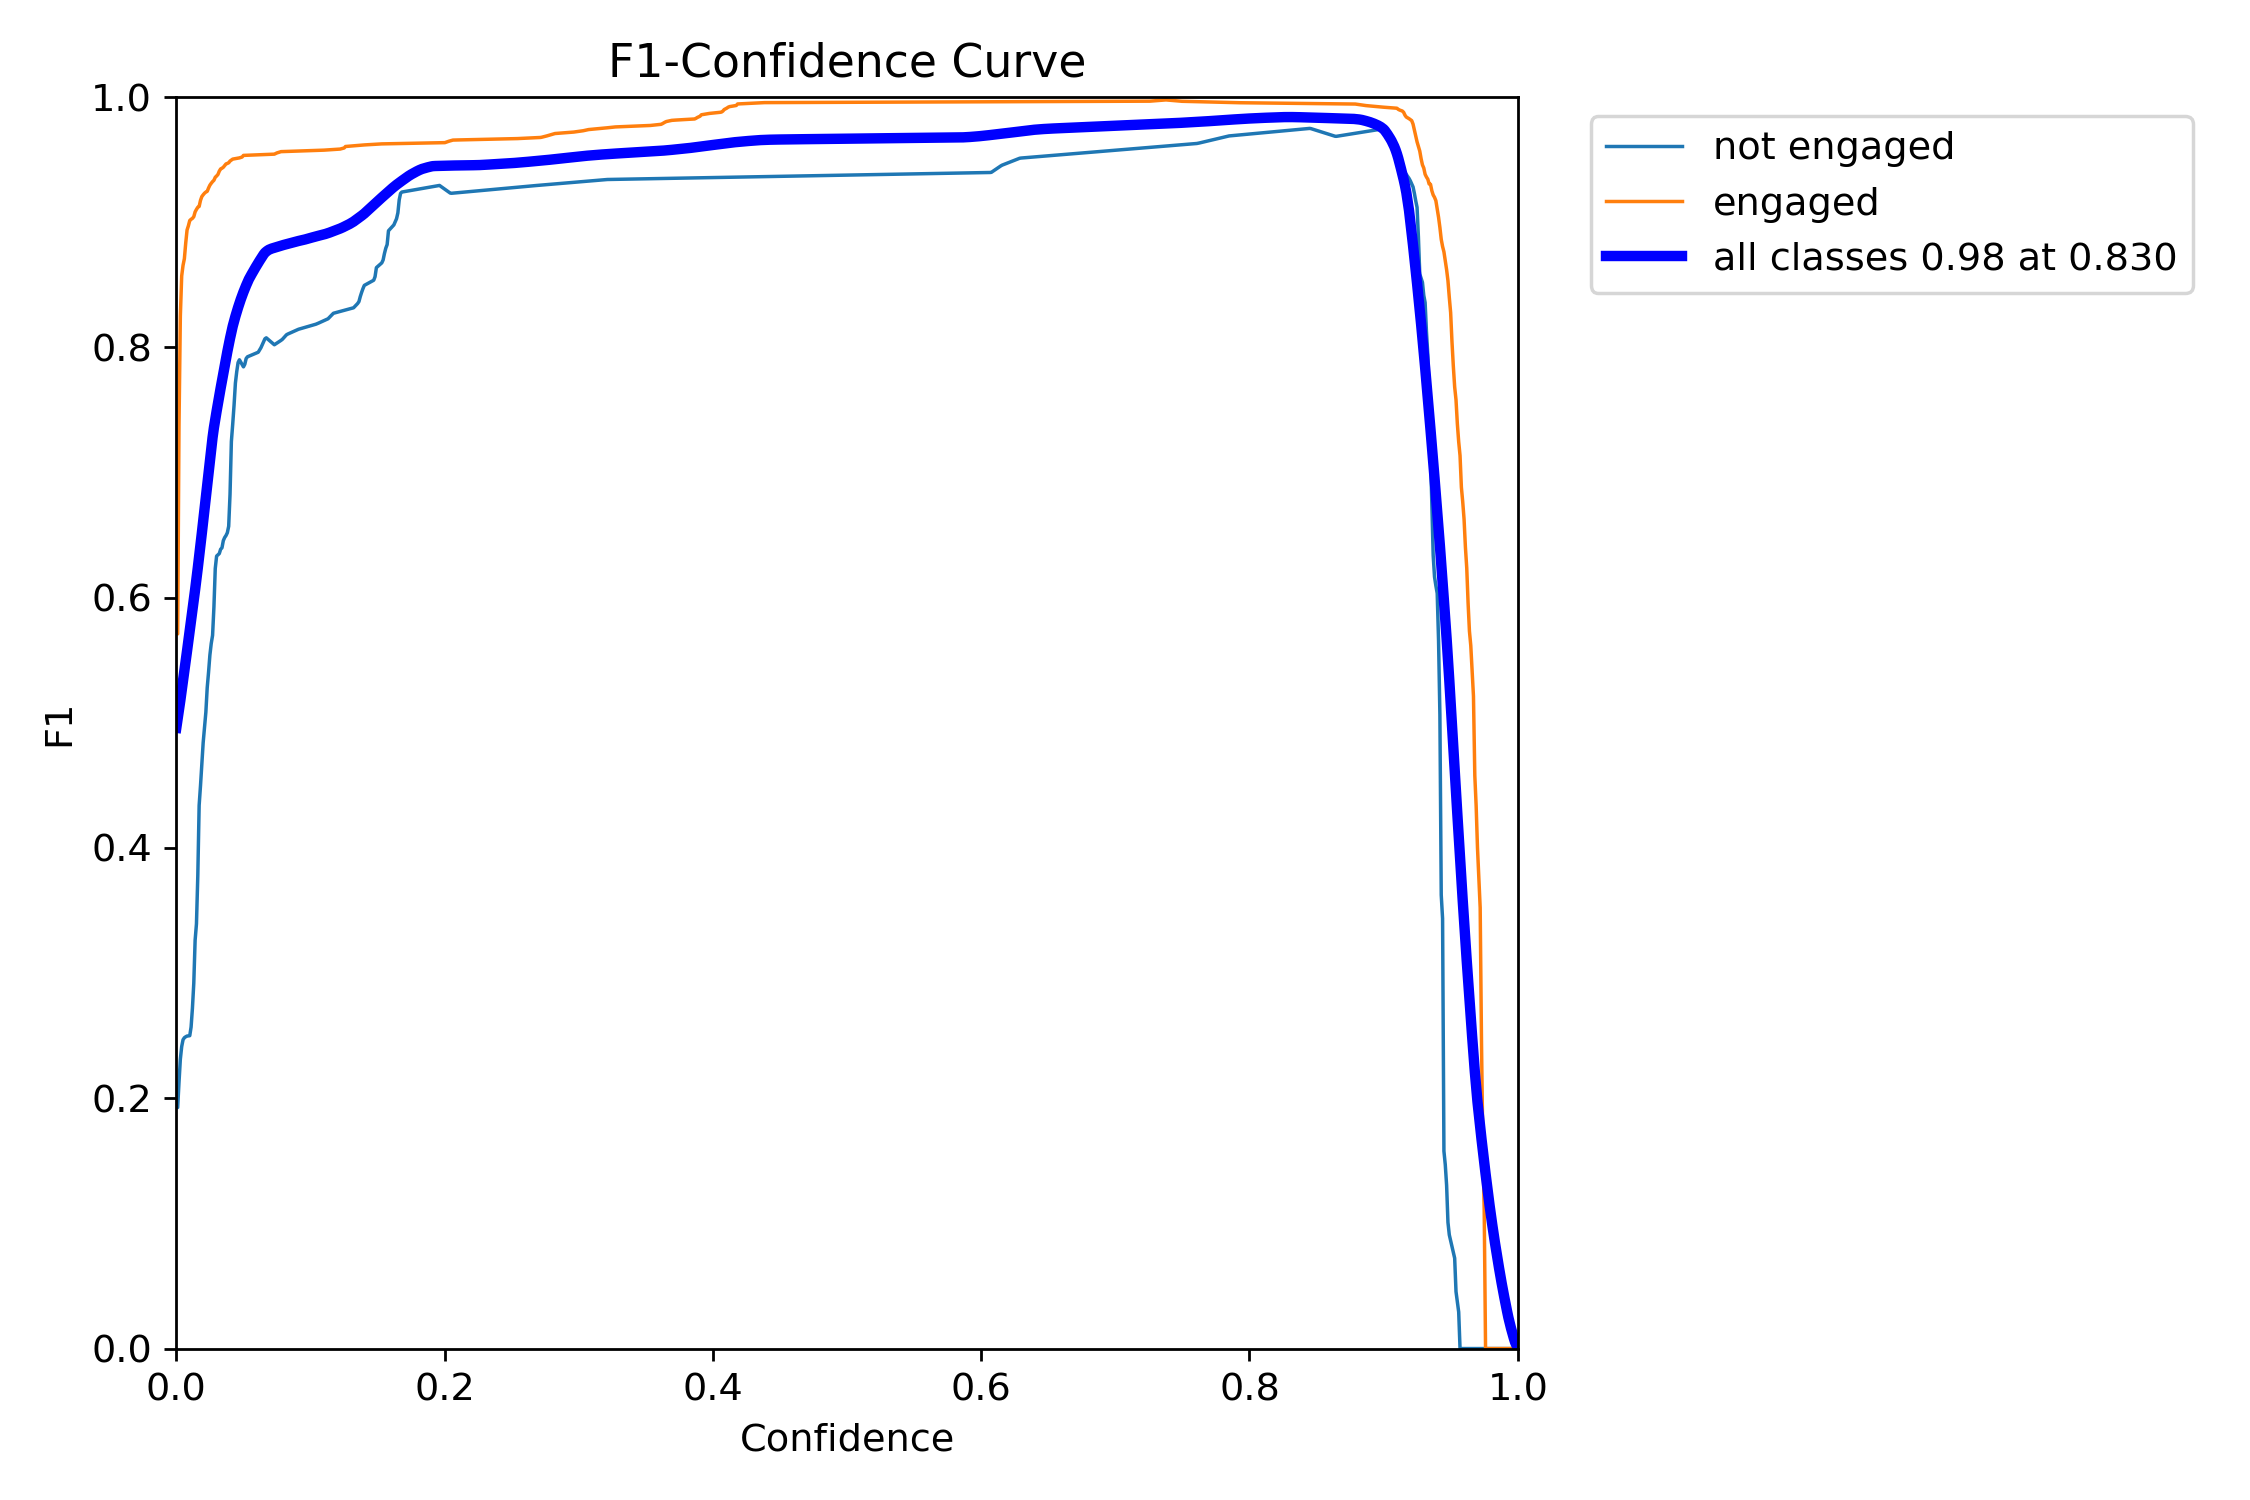 F1-Confidence Curve
1.0
0.8
0.6
0.4
0.2
0.0
F1
0.0 0.2 0.4 0.6 0.8 1.0
Confidence
not engaged
engaged
all classes 0.98 at 0.830